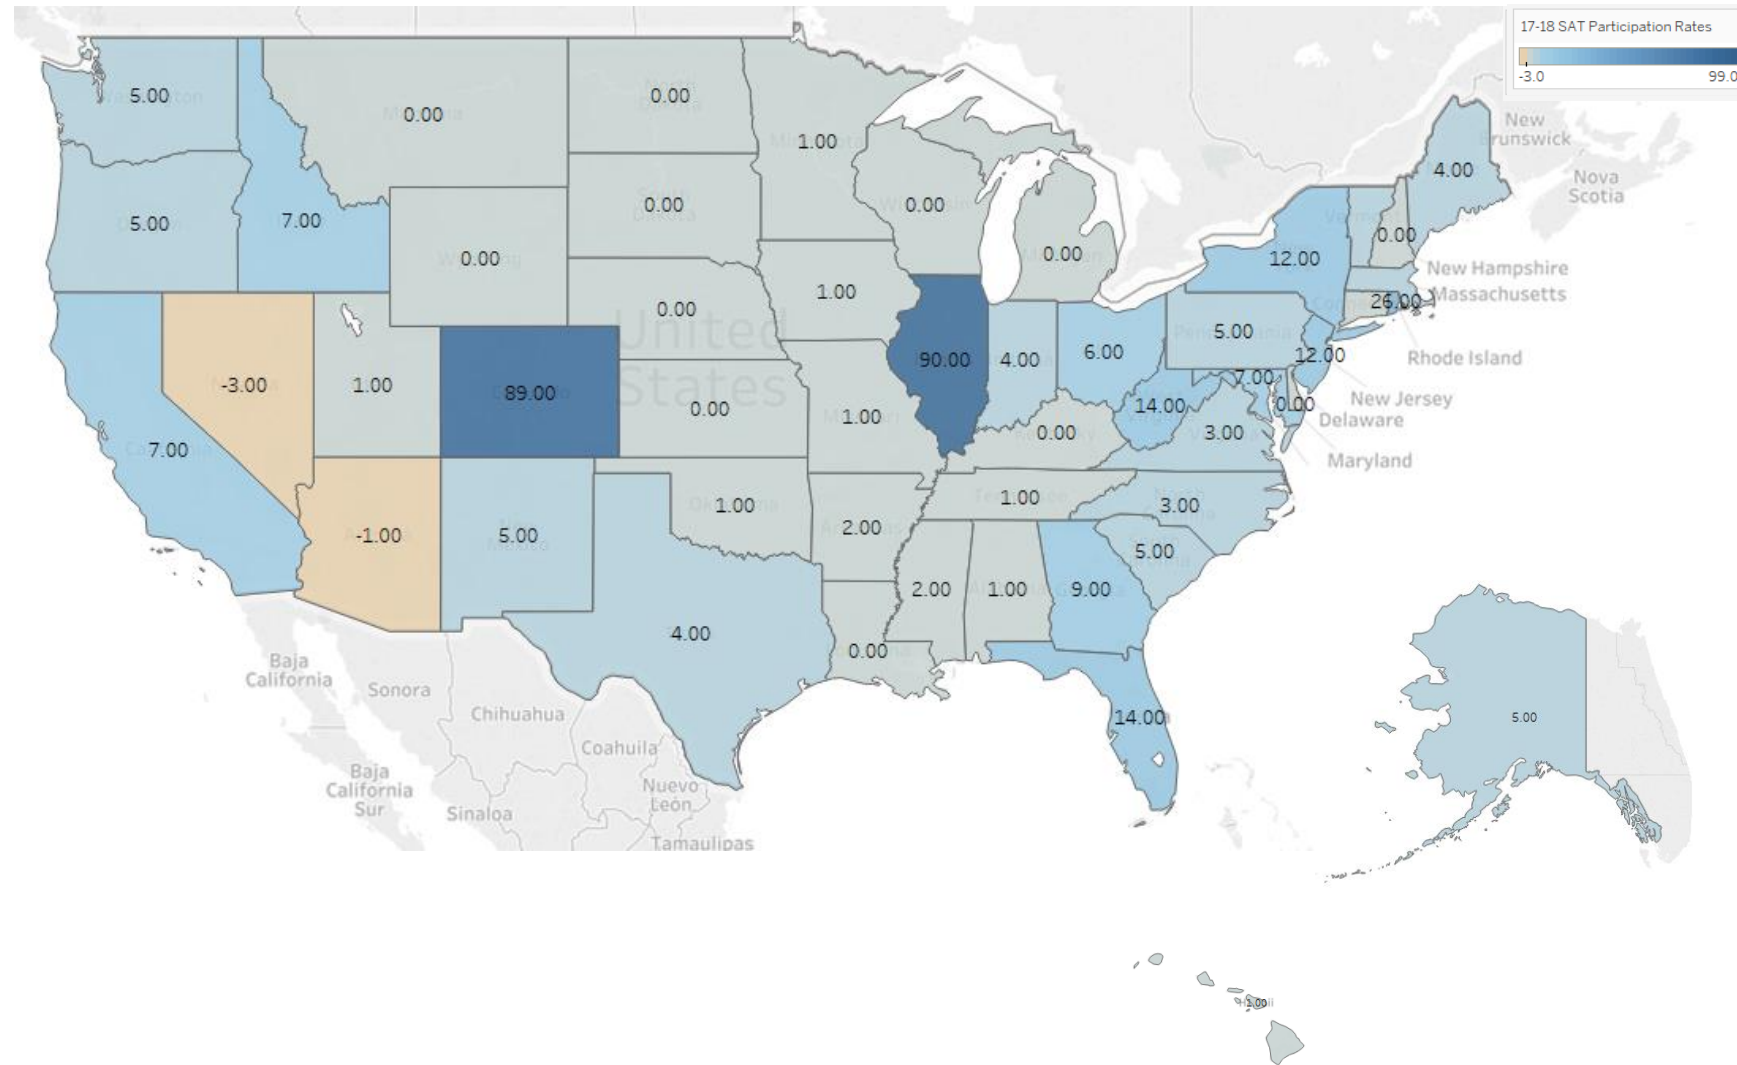 17-18 SAT Participation Rates
-3.0
99.0
5.00
0.00
0.00
1.00
New
Brunswick
4.00
Nova
Scotia
5.00
7.00
0.00
0.00
0.00
0.00
0.00
12.00
New Hampshire
Massachusetts
0.00
1.00
26.00
United
States
5.00
Rhode Island
-3.00
1.00
89.00
90.00
4.00
6.00
12.00
7.00
0.00
1.00
0.00
14.00
3.00
New Jersey
Delaware
Maryland
7.00
1.00
1.00
3.00
-1.00
5.00
2.00
5.00
2.00
1.00
9.00
4.00
0.00
14.00
5.00
Baja
California
Sonora
Chihuahua
Coahuila
Baja
California
Sur
Sinaloa
Nuevo
León
Tamaulipas